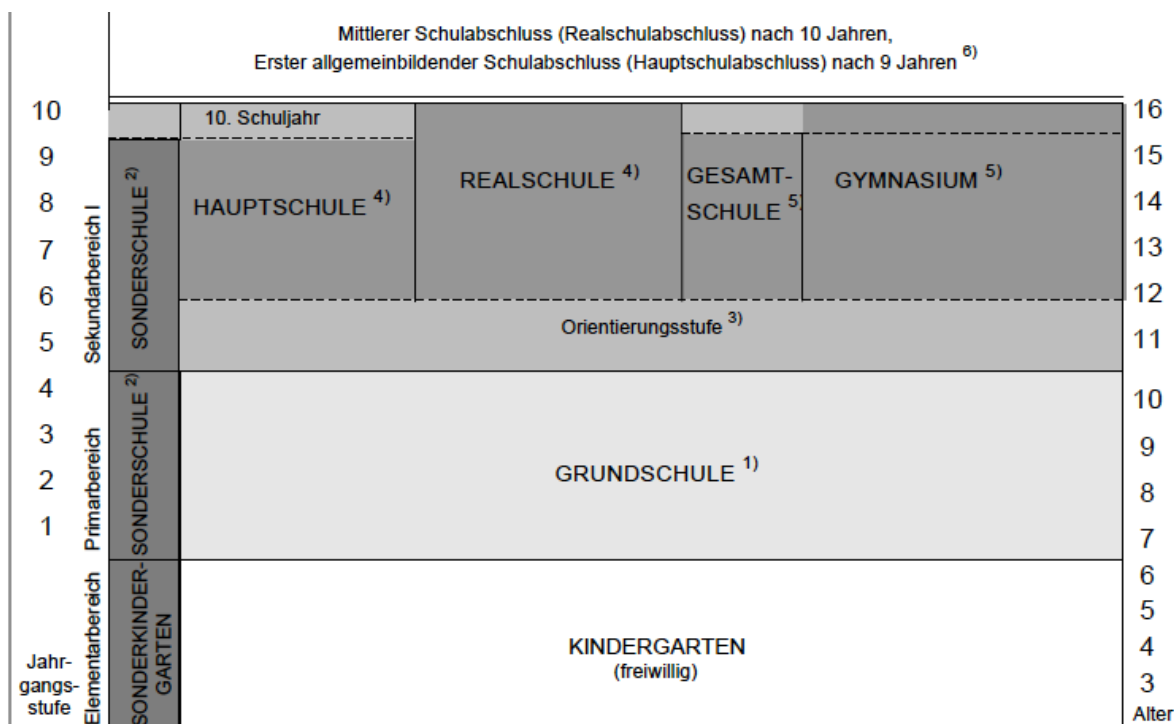 Mittlerer Schulabschluss (Realschulabschluss) nach 10 Jahren,
Erster allgemeinbildender Schulabschluss (Hauptschulabschluss) nach 9 Jahren 6)
10
9
8
7
6
5
4
3
2
1
Jahr-
gangs-
stufe
Sekundarbereich I
Primarbereich
Elementarbereich
SONDERSCHULE 2)
SONDERSCHULE 2)
SONDERKINDER-
GARTEN
10. Schuljahr
HAUPTSCHULE 4)
REALSCHULE 4)
GESAMT-
SCHULE 5)
GYMNASIUM 5)
Orientierungsstufe 3)
GRUNDSCHULE 1)
KINDERGARTEN
(freiwillig)
16
15
14
13
12
11
10
9
8
7
6
5
4
3
Alter